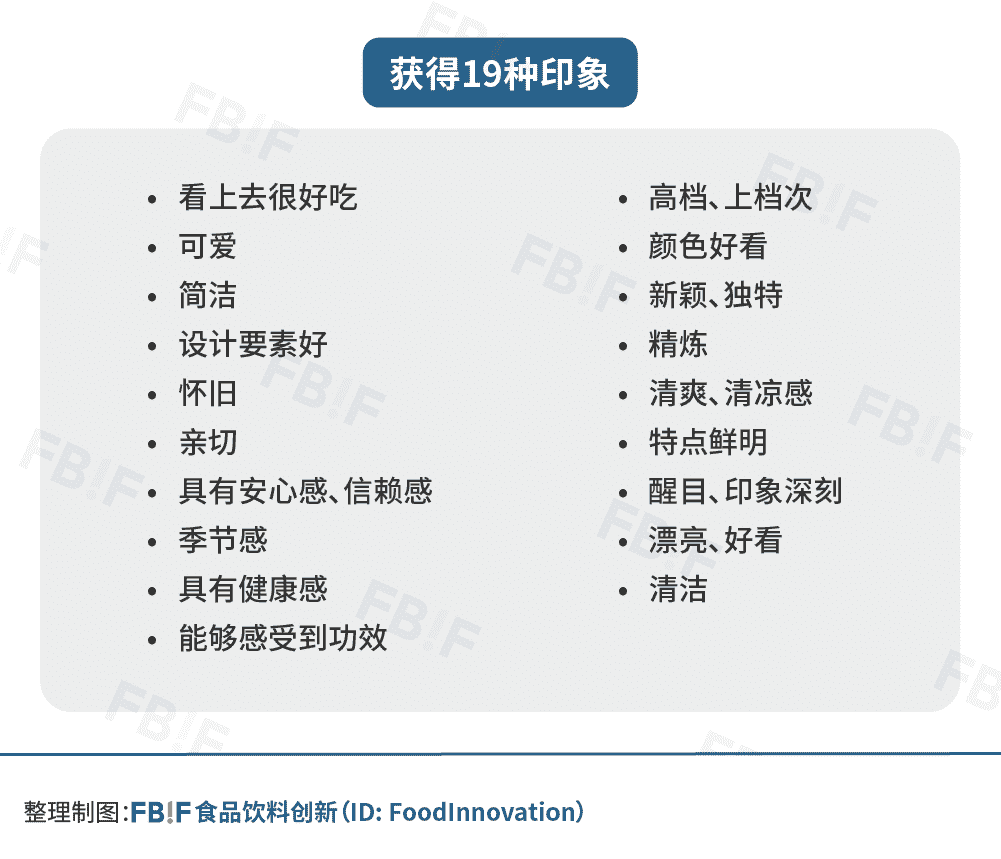 获得19种印象
• 看上去很好吃
• 可爱
• 简洁
• 设计要素好
• 怀旧
• 亲切
• 具有安心感、信赖感
• 季节感
• 具有健康感
• 能够感受到功效
• 高档、上档次
• 颜色好看
• 新颖、独特
• 精炼
• 清爽、清凉感
• 特点鲜明
• 醒目、印象深刻
• 漂亮、好看
• 清洁
整理制图：FB!F食品饮料创新（ID: FoodInnovation）